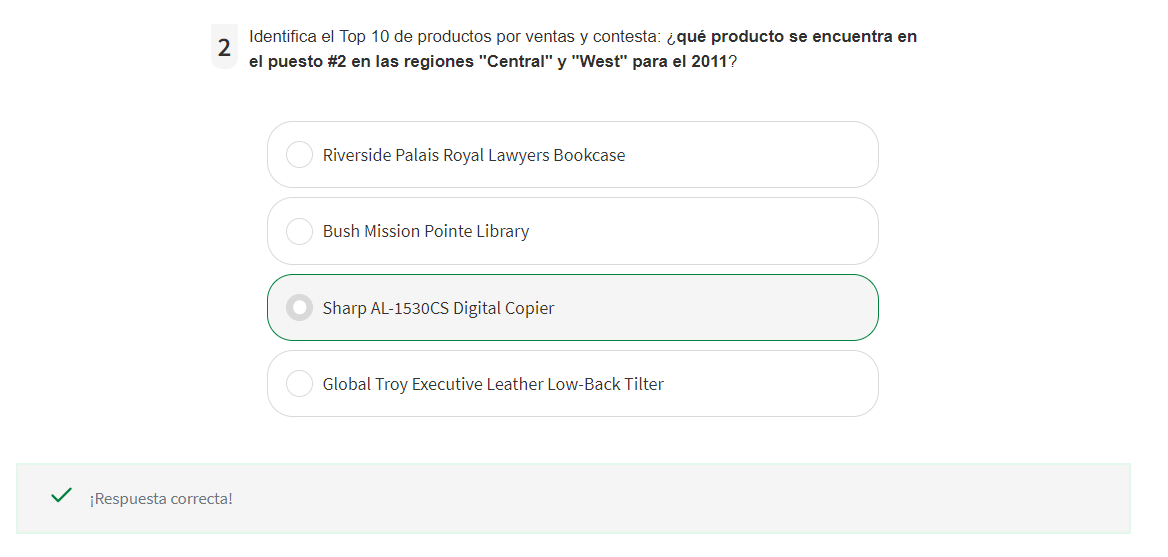 2
Identifica el Top 10 de productos por ventas y contesta: ¿qué producto se encuentra en
el puesto #2 en las regiones "Central" y "West" para el 2011?
Riverside Palais Royal Lawyers Bookcase
Bush Mission Pointe Library
Sharp AL-1530CS Digital Copier
Global Troy Executive Leather Low-Back Tilter
¡Respuesta correcta!